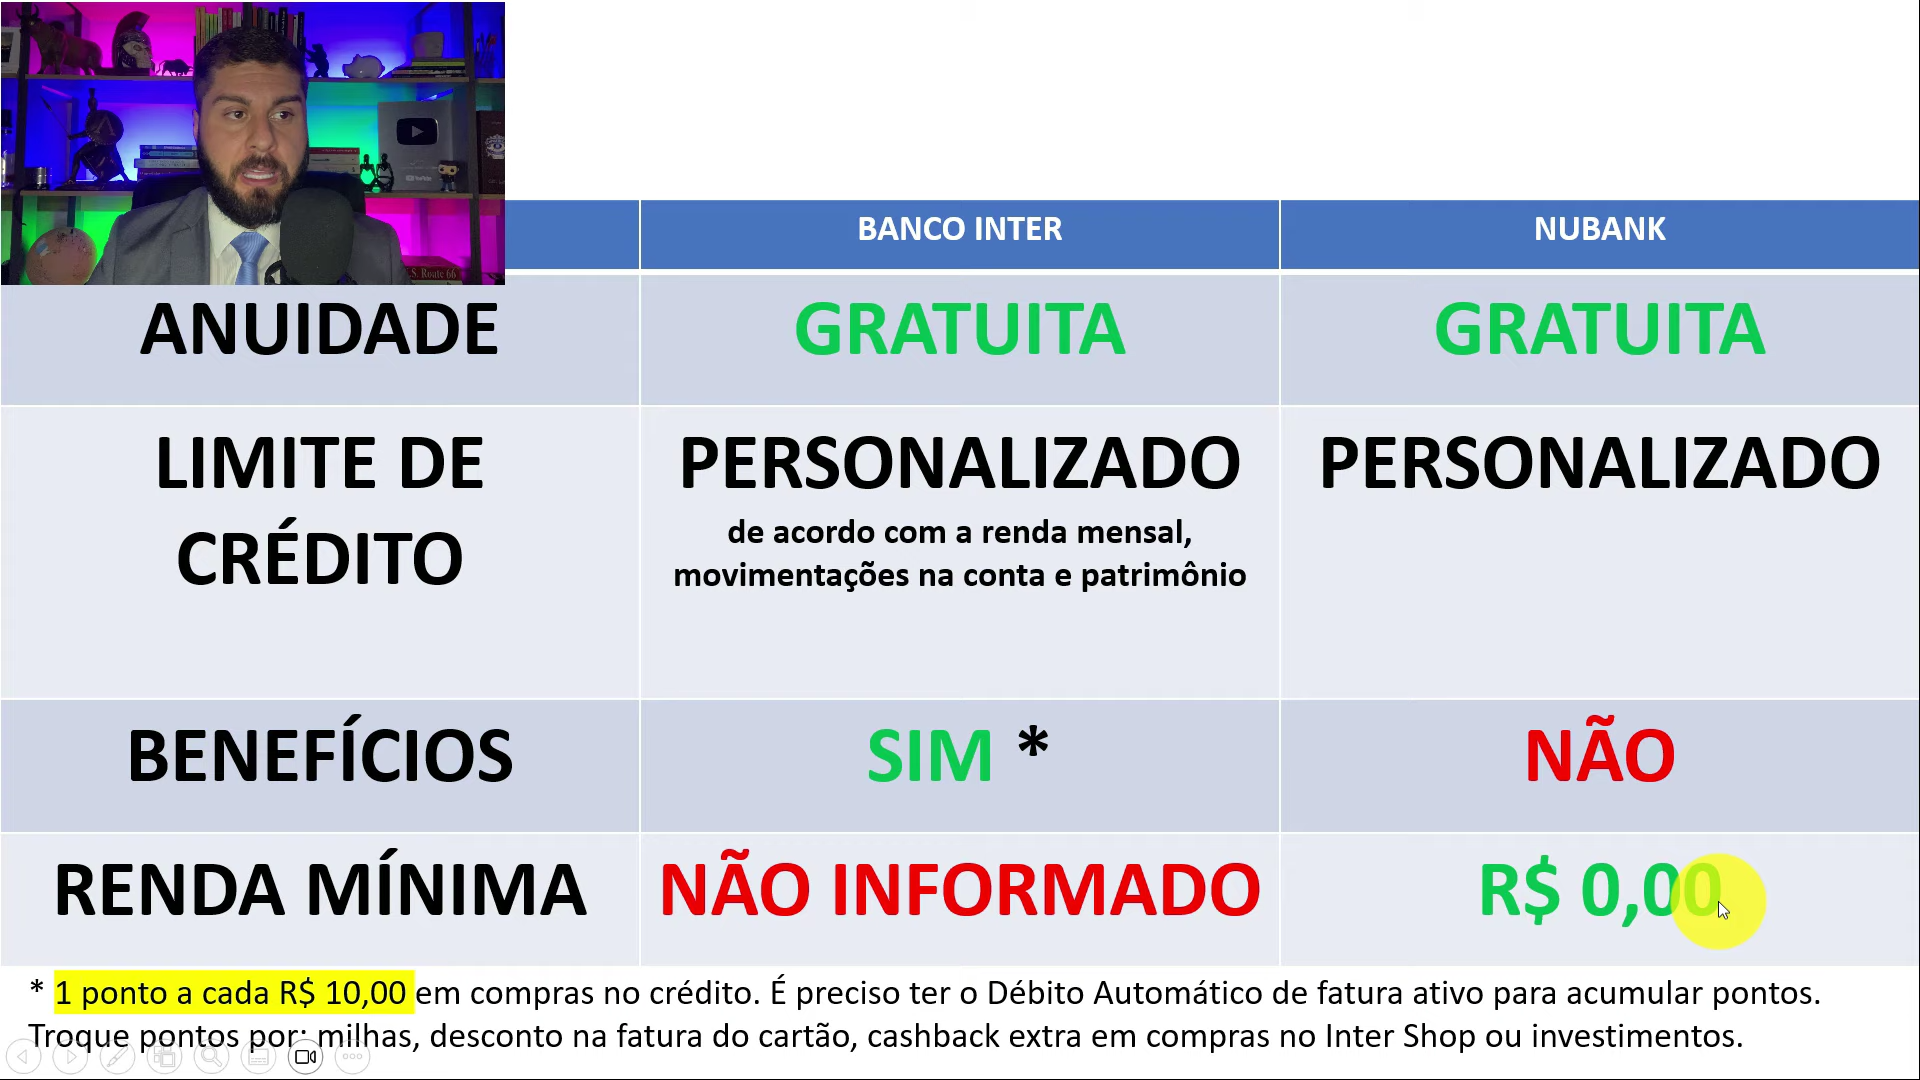 S. Route 66
YouTube
BANCO INTER
NUBANK
ANUIDADE
GRATUITA
GRATUITA
LIMITE DE
CRÉDITO
PERSONALIZADO
de acordo com a renda mensal,
movimentações na conta e patrimônio
PERSONALIZADO
BENEFÍCIOS
SIM *
NÃO
RENDA MÍNIMA
NÃO INFORMADO
R$ 0,00
* 1 ponto a cada R$ 10,00 em compras no crédito. É preciso ter o Débito Automático de fatura ativo para acumular pontos.
Troque pontos por: milhas, desconto na fatura do cartão, cashback extra em compras no Inter Shop ou investimentos.